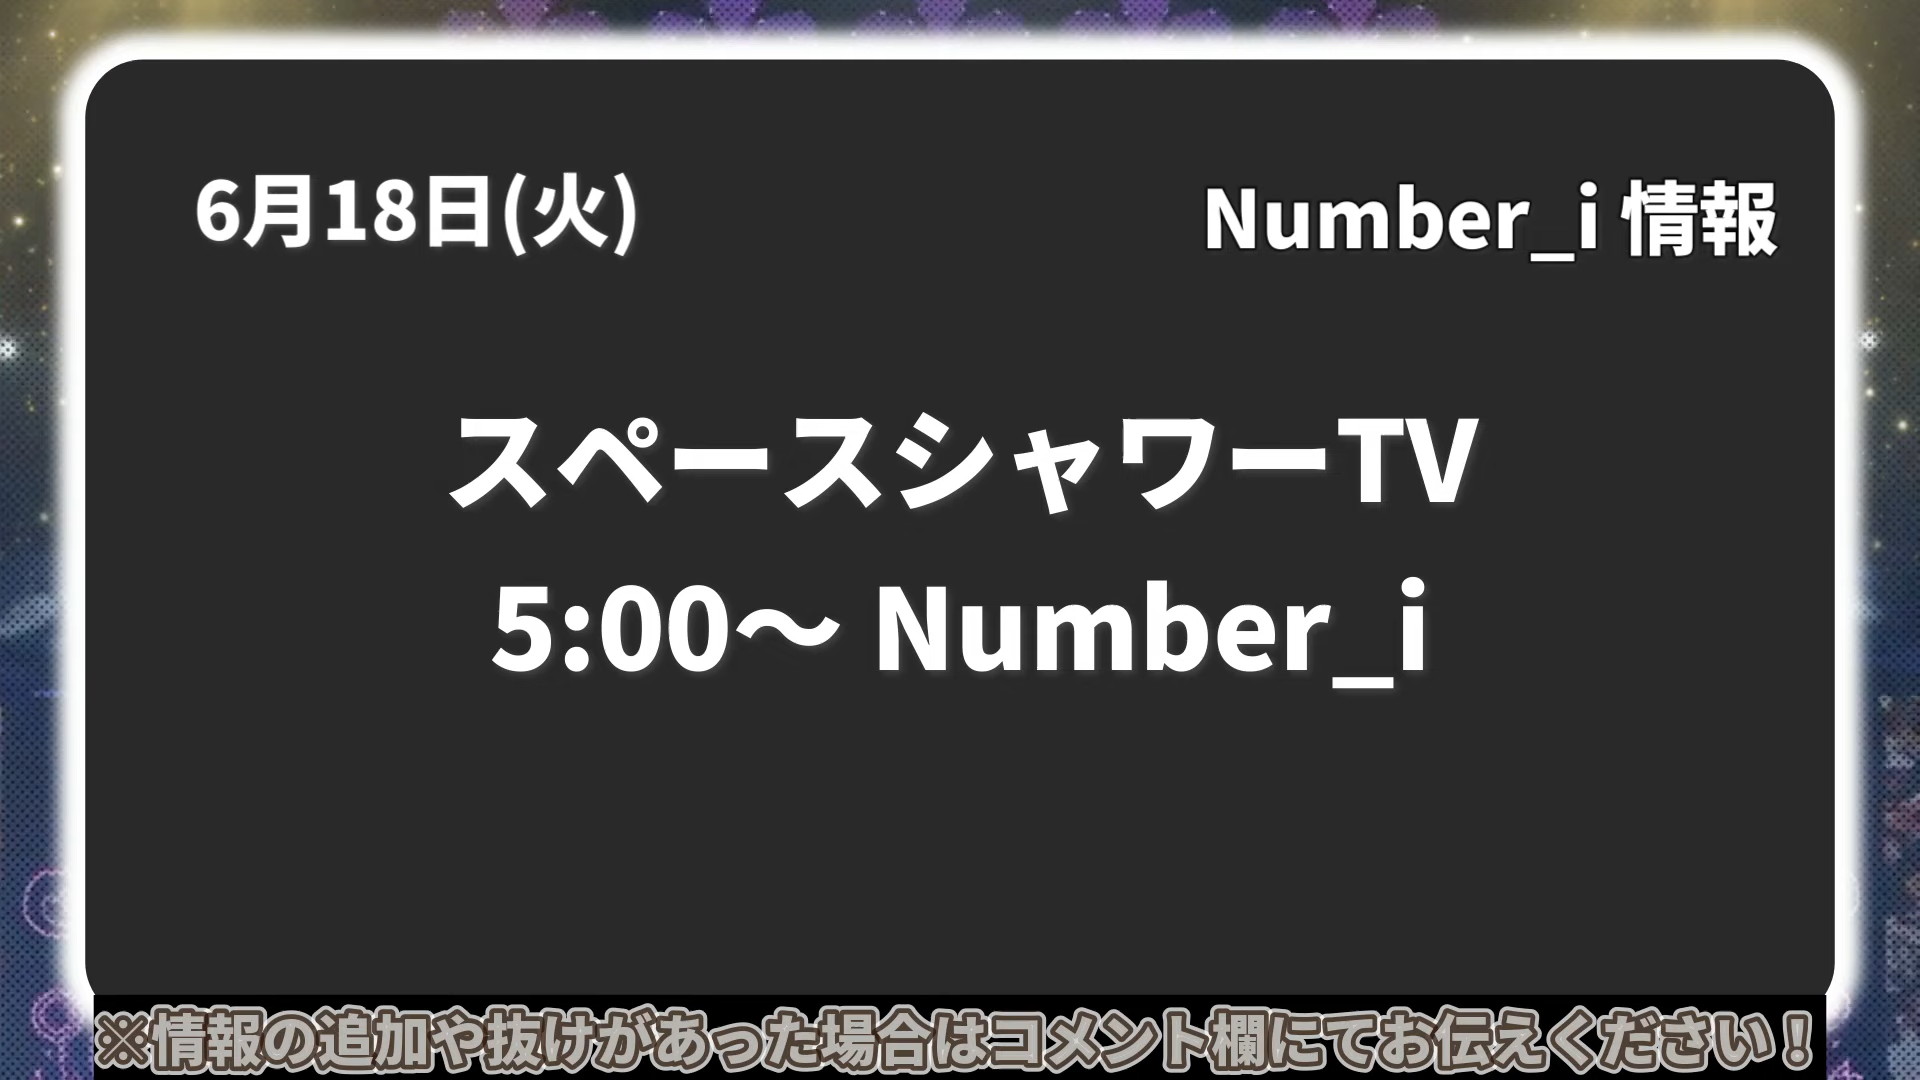 6月18日(火)
Number_i 情報
スペースシャワーTV
5:00〜 Number_i
※情報の追加や抜けがあった場合はコメント欄にてお伝えください！